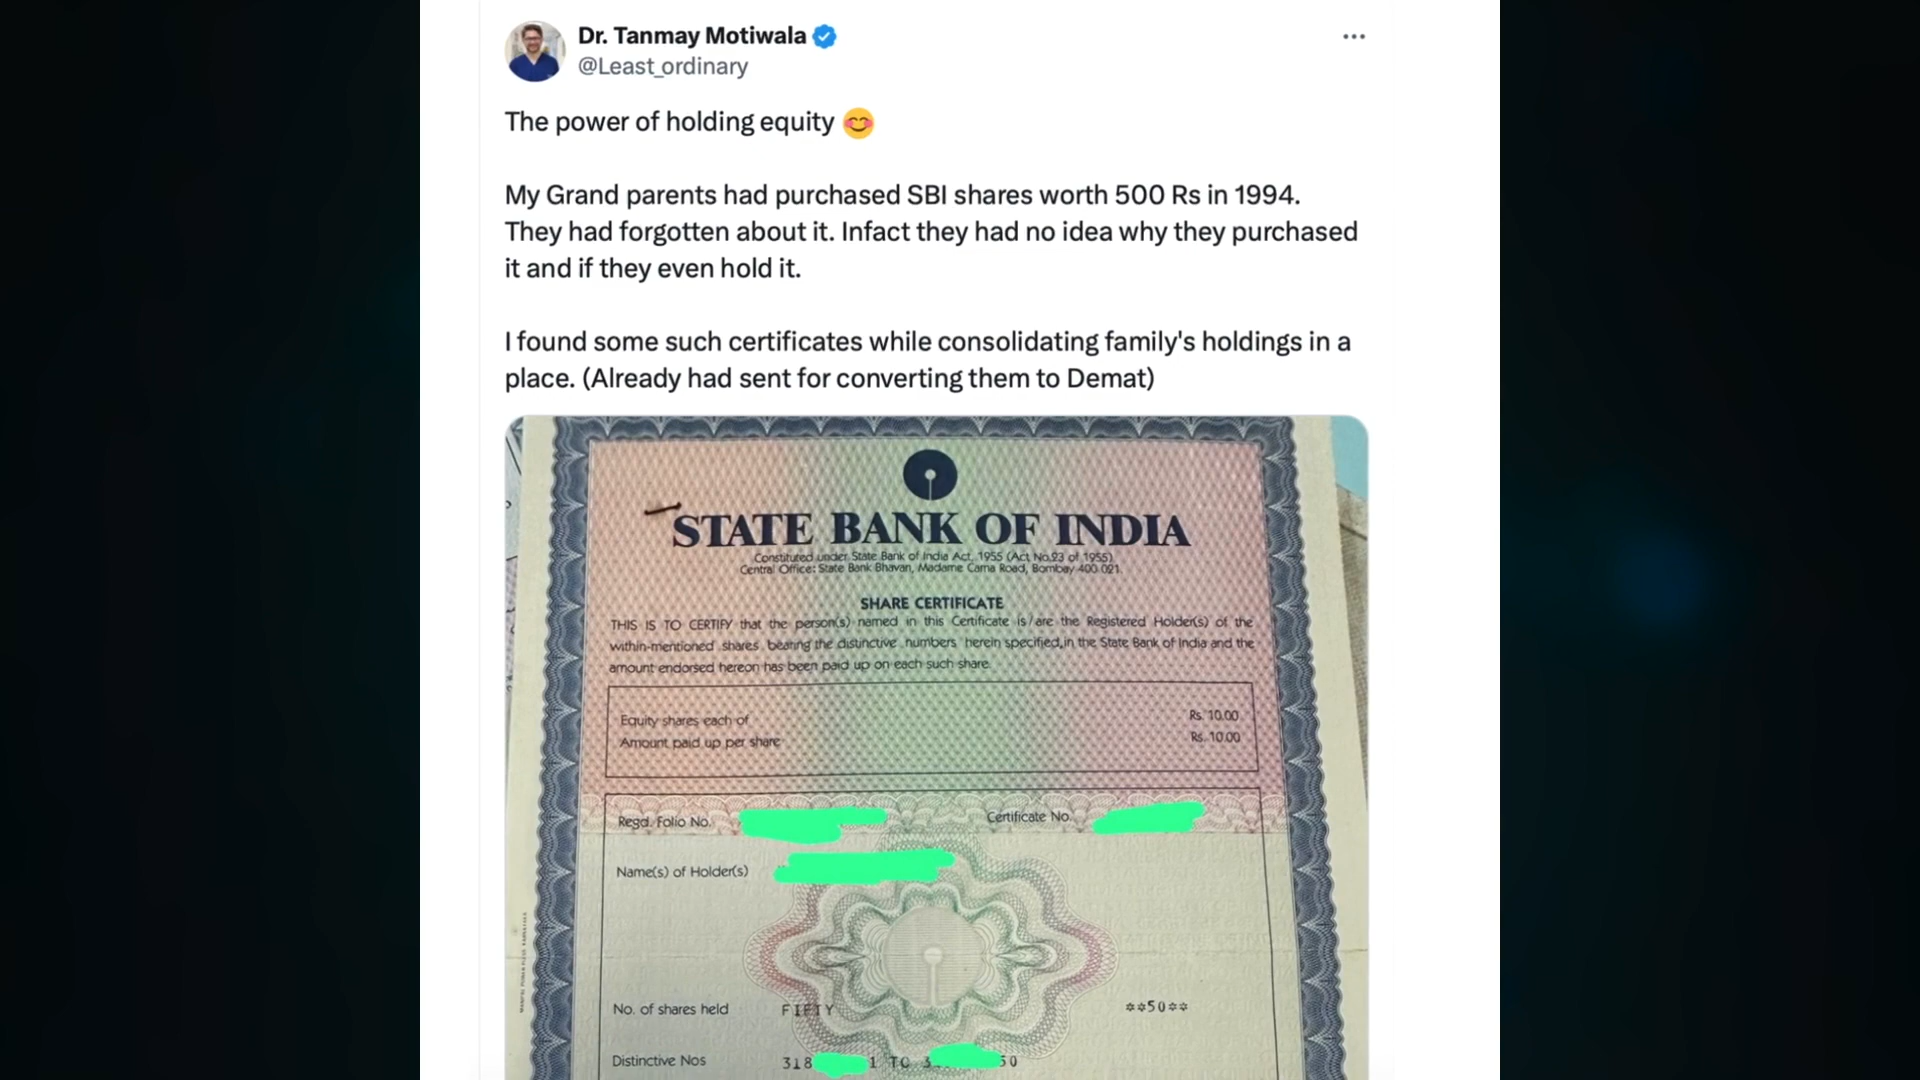 Dr. Tanmay Motiwala
@Least_ordinary
The power of holding equity 😊
My Grand parents had purchased SBI shares worth 500 Rs in 1994.
They had forgotten about it. Infact they had no idea why they purchased
it and if they even hold it.
I found some such certificates while consolidating family's holdings in a
place. (Already had sent for converting them to Demat)
STATE BANK OF INDIA
Constituted under State Bank of India Act, 1955 (Act No.23 of 1955)
Central Office: State Bank Bhavan, Madame Cama Road, Bombay 400 021.
SHARE CERTIFICATE
THIS IS TO CERTIFY that the person(s) named in this Certificate is/are the Registered Holder(s) of the
within-mentioned shares bearing the distinctive numbers herein specified, in the State Bank of India and the
amount endorsed hereon has been paid up on each such share.
Equity shares each of Rs. 10.00
Amount paid up per share Rs. 10.00
Regd. Folio No. Certificate No.
Name(s) of Holder(s)
No. of shares held FIFTY **50**
Distinctive Nos 318 1 TO 3 50